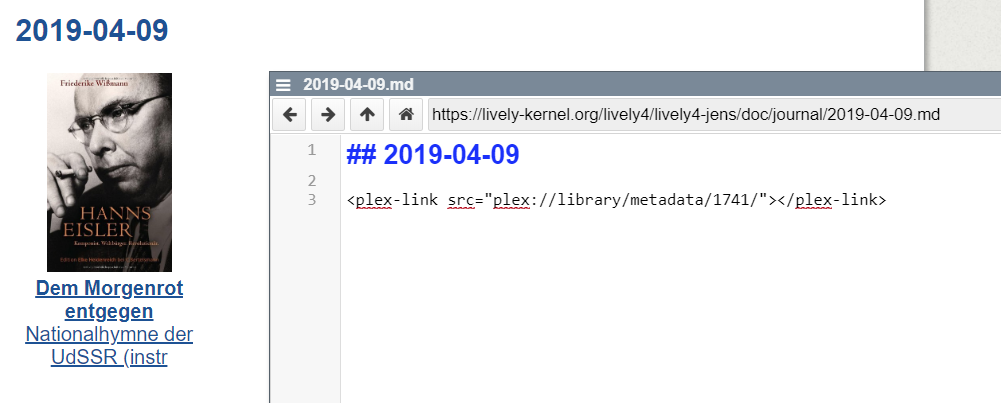 2019-04-09
Friederike Wißmann
HANNS
EISLER
Komponist. Weltbürger. Revolutionär.
Dem Morgenrot
entgegen
Nationalhymne der
UdSSR (instr
2019-04-09.md
https://lively-kernel.org/lively4/lively4-jens/doc/journal/2019-04-09.md
1 ## 2019-04-09
2
3 <plex-link src="plex://library/metadata/1741/"></plex-link>